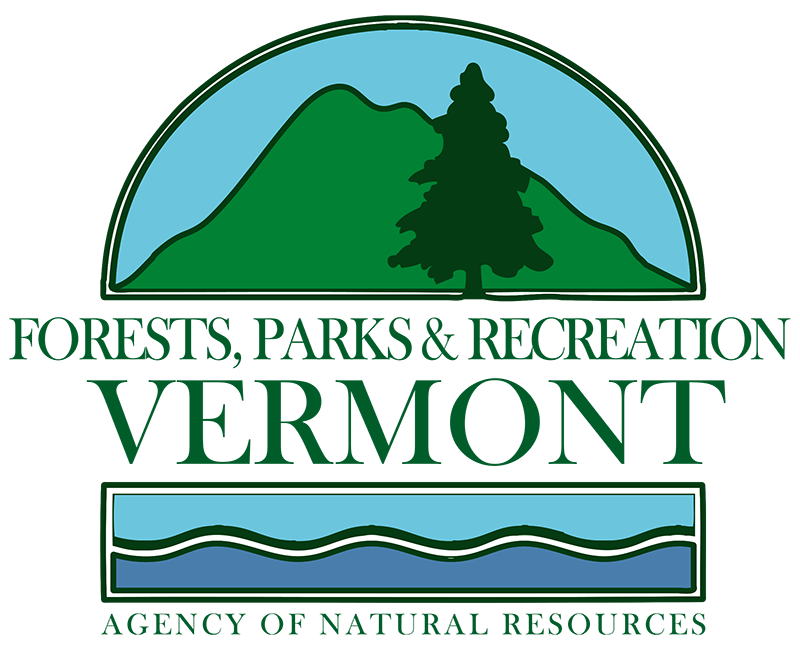 FORESTS, PARKS & RECREATION
VERMONT
AGENCY OF NATURAL RESOURCES